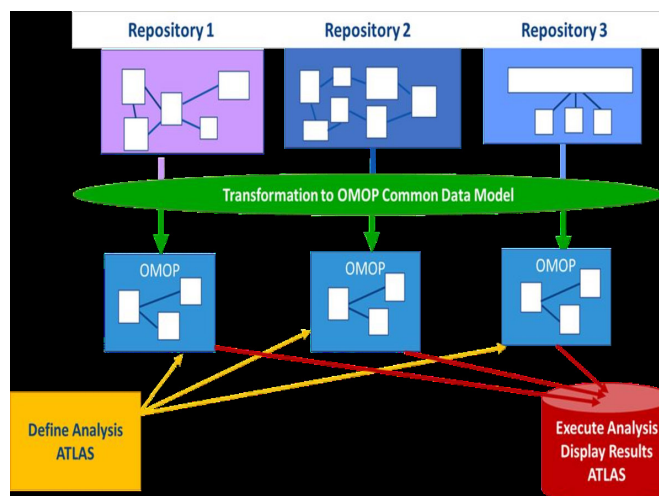 Repository 1
Repository 2
Repository 3
Transformation to OMOP Common Data Model
OMOP
OMOP
OMOP
Define Analysis
ATLAS
Execute Analysis
Display Results
ATLAS